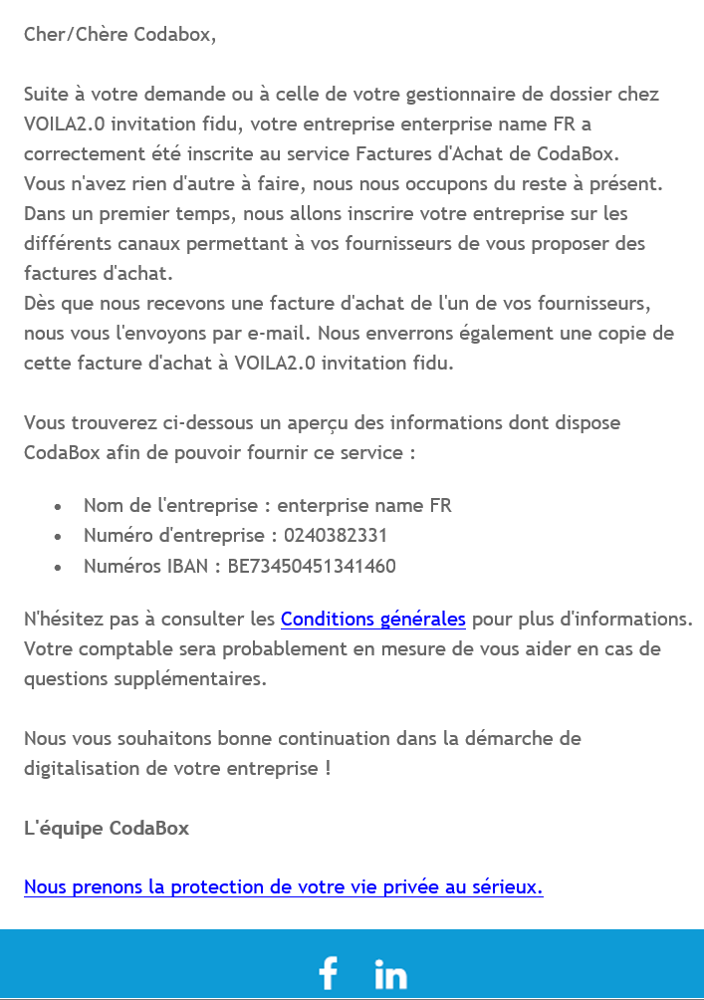 Cher/Chère Codabox,
Suite à votre demande ou à celle de votre gestionnaire de dossier chez
VOILA2.0 invitation fidu, votre entreprise enterprise name FR a
correctement été inscrite au service Factures d'Achat de CodaBox.
Vous n'avez rien d'autre à faire, nous nous occupons du reste à présent.
Dans un premier temps, nous allons inscrire votre entreprise sur les
différents canaux permettant à vos fournisseurs de vous proposer des
factures d'achat.
Dès que nous recevons une facture d'achat de l'un de vos fournisseurs,
nous vous l'envoyons par e-mail. Nous enverrons également une copie de
cette facture d'achat à VOILA2.0 invitation fidu.
Vous trouverez ci-dessous un aperçu des informations dont dispose
CodaBox afin de pouvoir fournir ce service :
• Nom de l'entreprise : enterprise name FR
• Numéro d'entreprise : 0240382331
• Numéros IBAN : BE73450451341460
N'hésitez pas à consulter les Conditions générales pour plus d'informations.
Votre comptable sera probablement en mesure de vous aider en cas de
questions supplémentaires.
Nous vous souhaitons bonne continuation dans la démarche de
digitalisation de votre entreprise !
L'équipe CodaBox
Nous prenons la protection de votre vie privée au sérieux.
f in